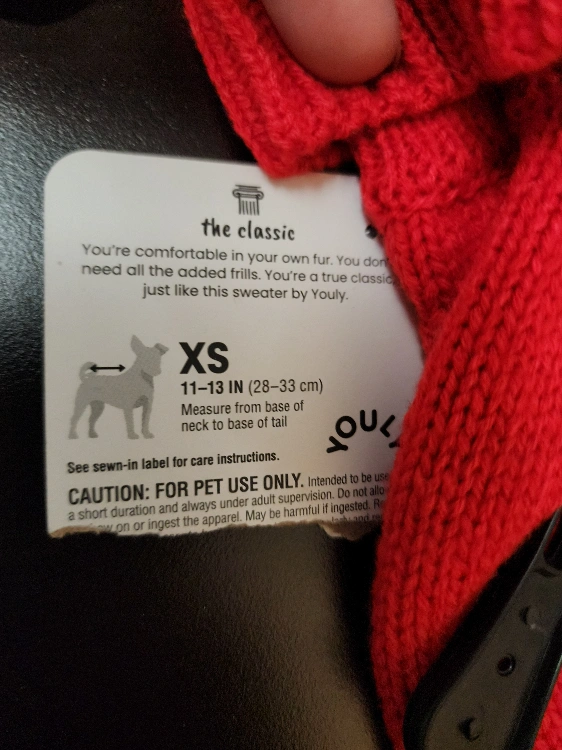 the classic
You're comfortable in your own fur. You don
need all the added frills. You're a true classic,
just like this sweater by Youly.
XS
11–13 IN (28–33 cm)
Measure from base of
neck to base of tail
YOULY
See sewn-in label for care instructions.
CAUTION: FOR PET USE ONLY. Intended to be use
a short duration and always under adult supervision. Do not allo
on or ingest the apparel. May be harmful if ingested.